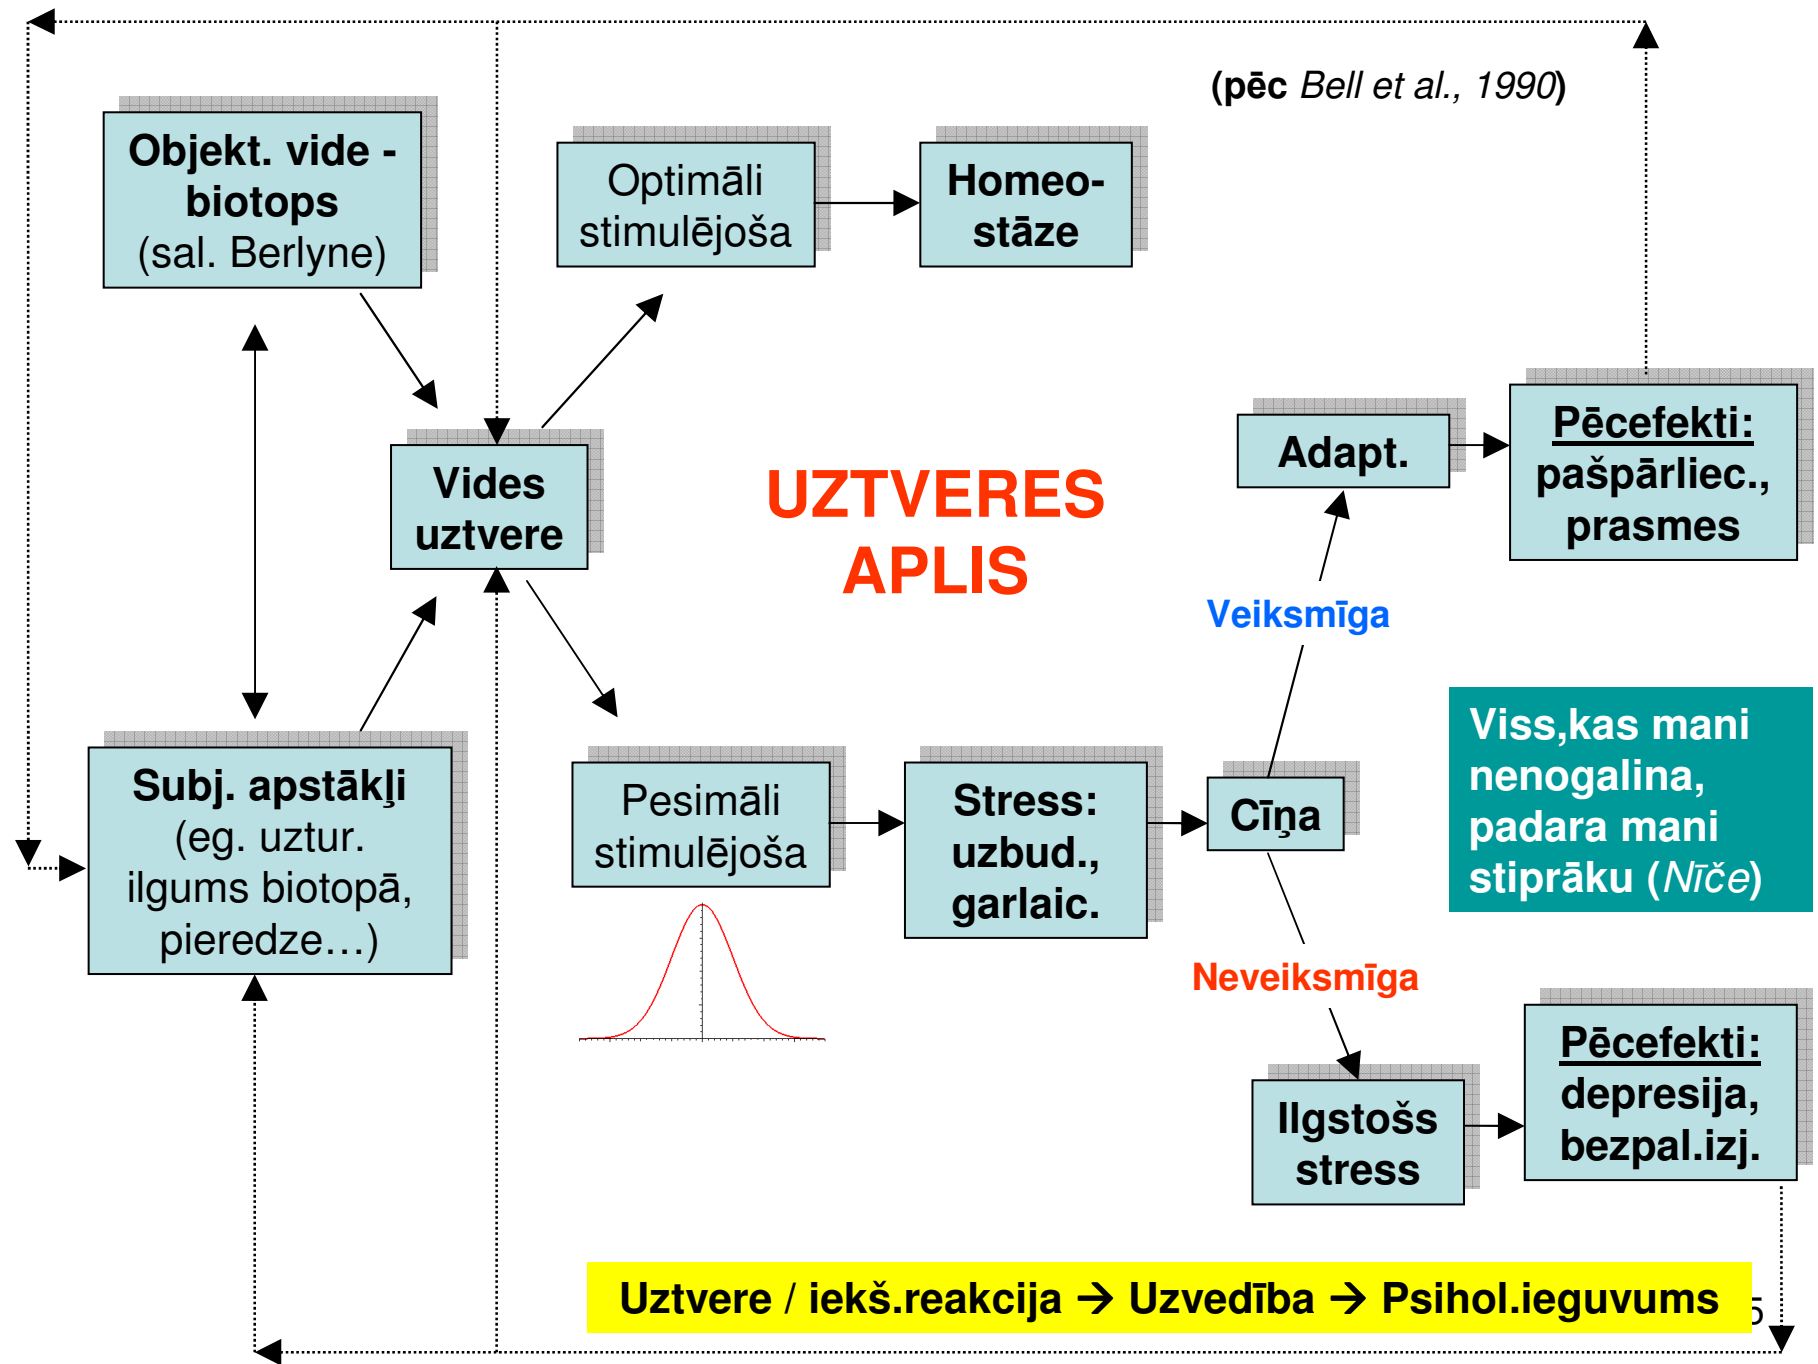 (pēc Bell et al., 1990)
Objekt. vide -
biotops
(sal. Berlyne)
Optimāli
stimulējoša
Homeo-
stāze
Vides
uztvere
UZTVERES
APLIS
Adapt.
Pēcefekti:
pašpārliec.,
prasmes
Veiksmīga
Subj. apstākļi
(eg. uztur.
ilgums biotopā,
pieredze…)
Pesimāli
stimulējoša
Stress:
uzbud.,
garlaic.
Cīņa
Viss,kas mani
nenogalina,
padara mani
stiprāku (Nīče)
Neveiksmīga
Ilgstošs
stress
Pēcefekti:
depresija,
bezpal.izj.
Uztvere / iekš.reakcija → Uzvedība → Psihol.ieguvums
5